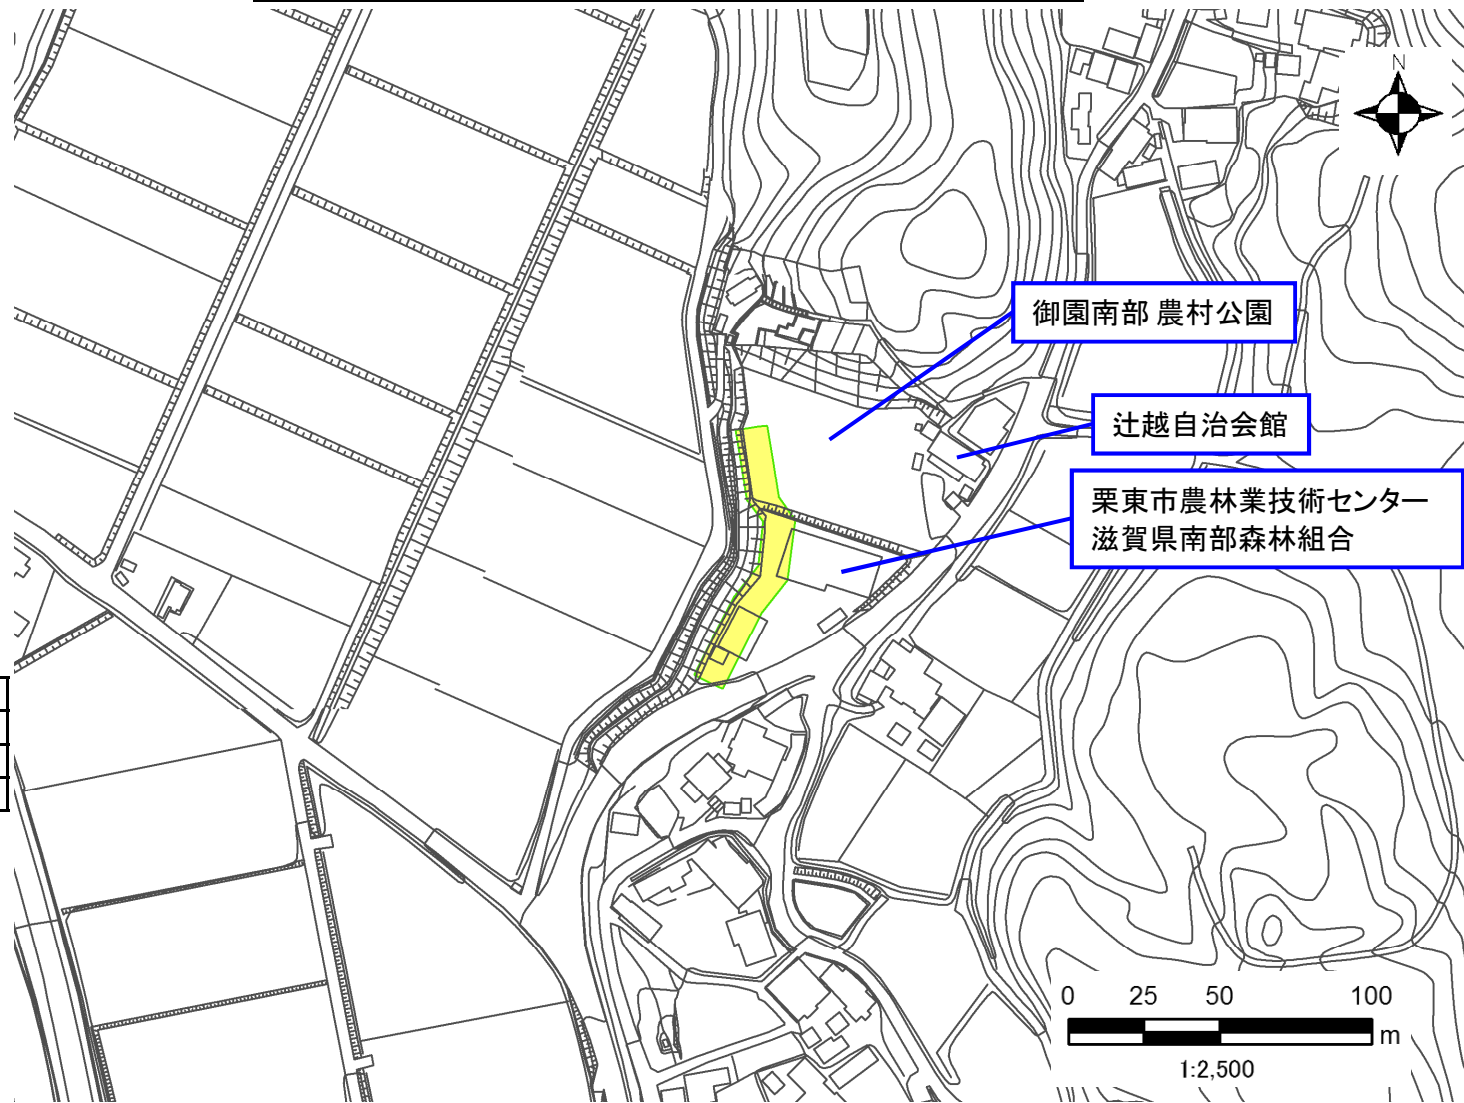 N
御園南部 農村公園
辻越自治会館
栗東市農林業技術センター
滋賀県南部森林組合
0 25 50 100
m
1:2,500